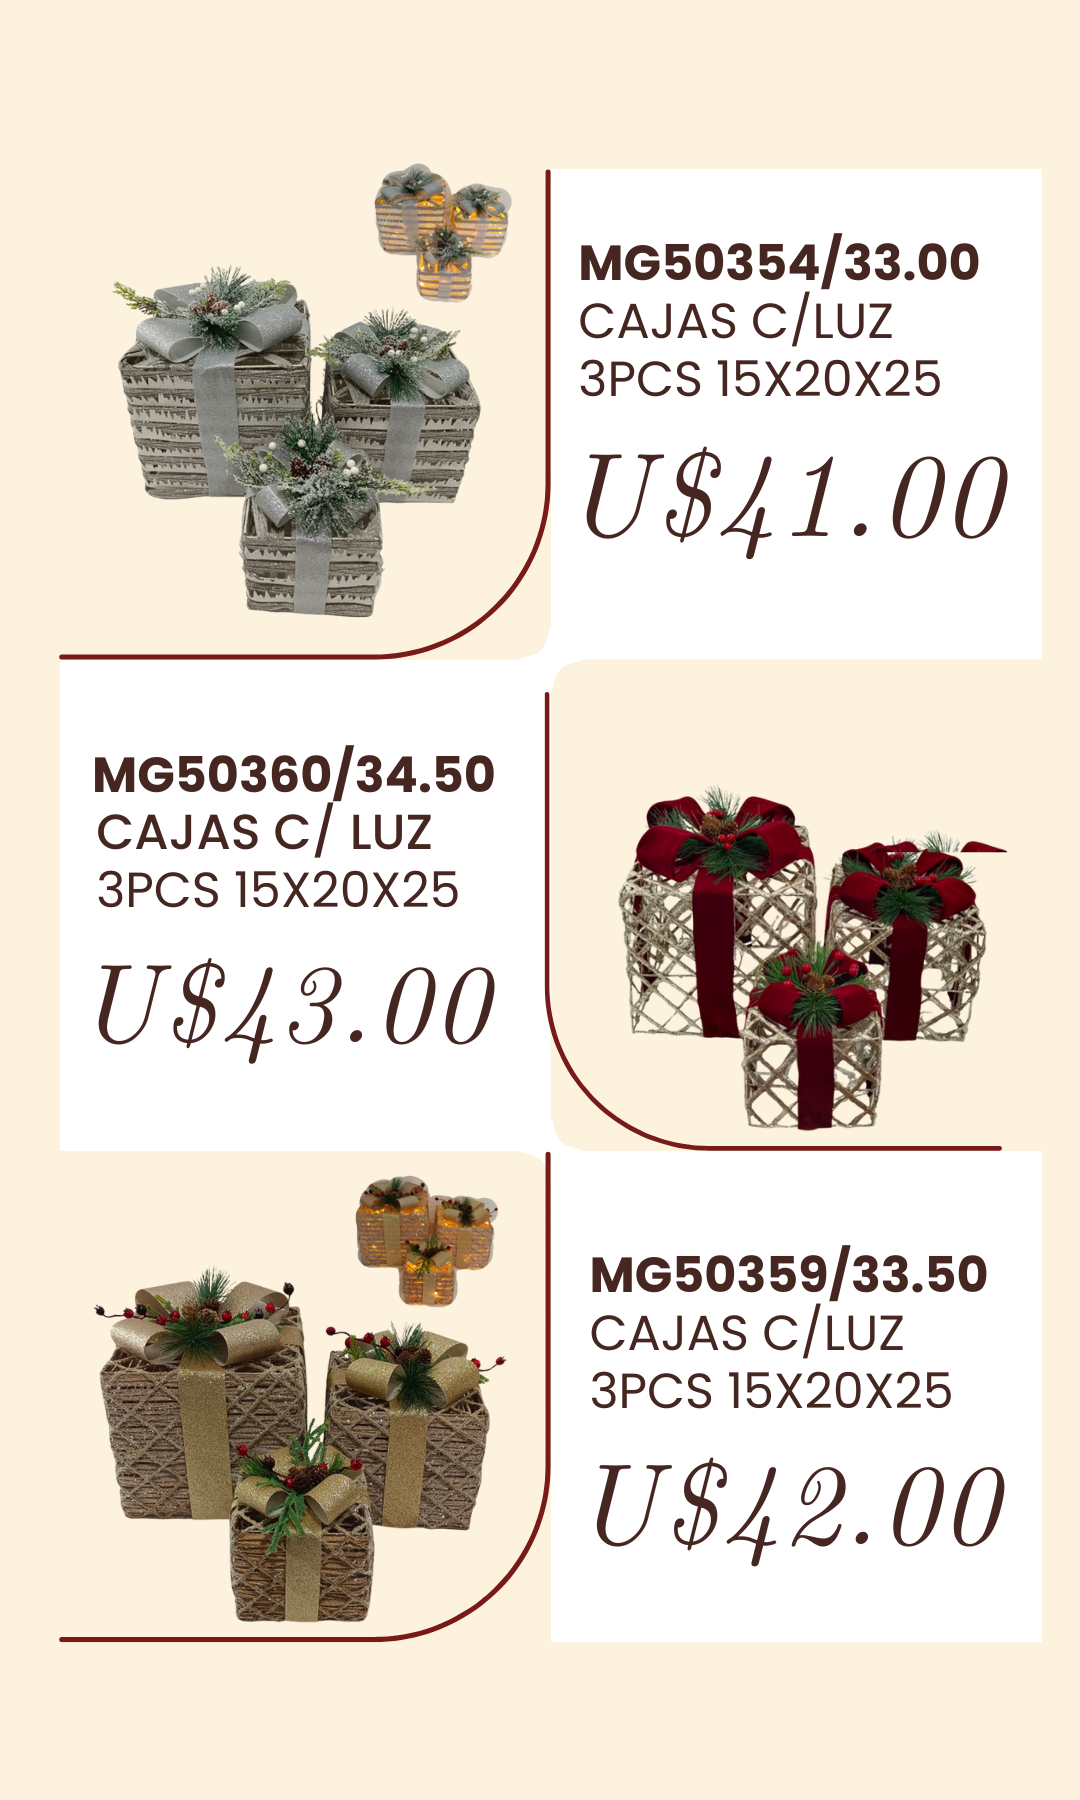 MG50354/33.00
CAJAS C/LUZ
3PCS 15X20X25
U$41.00
MG50360/34.50
CAJAS C/ LUZ
3PCS 15X20X25
U$43.00
MG50359/33.50
CAJAS C/LUZ
3PCS 15X20X25
U$42.00